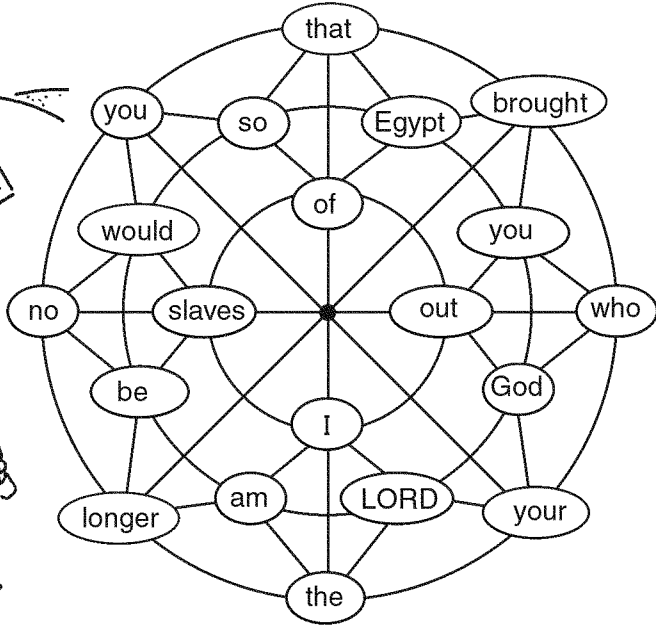 that
you
so
Egypt
brought
of
would
you
no
slaves
out
who
be
God
I
longer
am
LORD
your
the